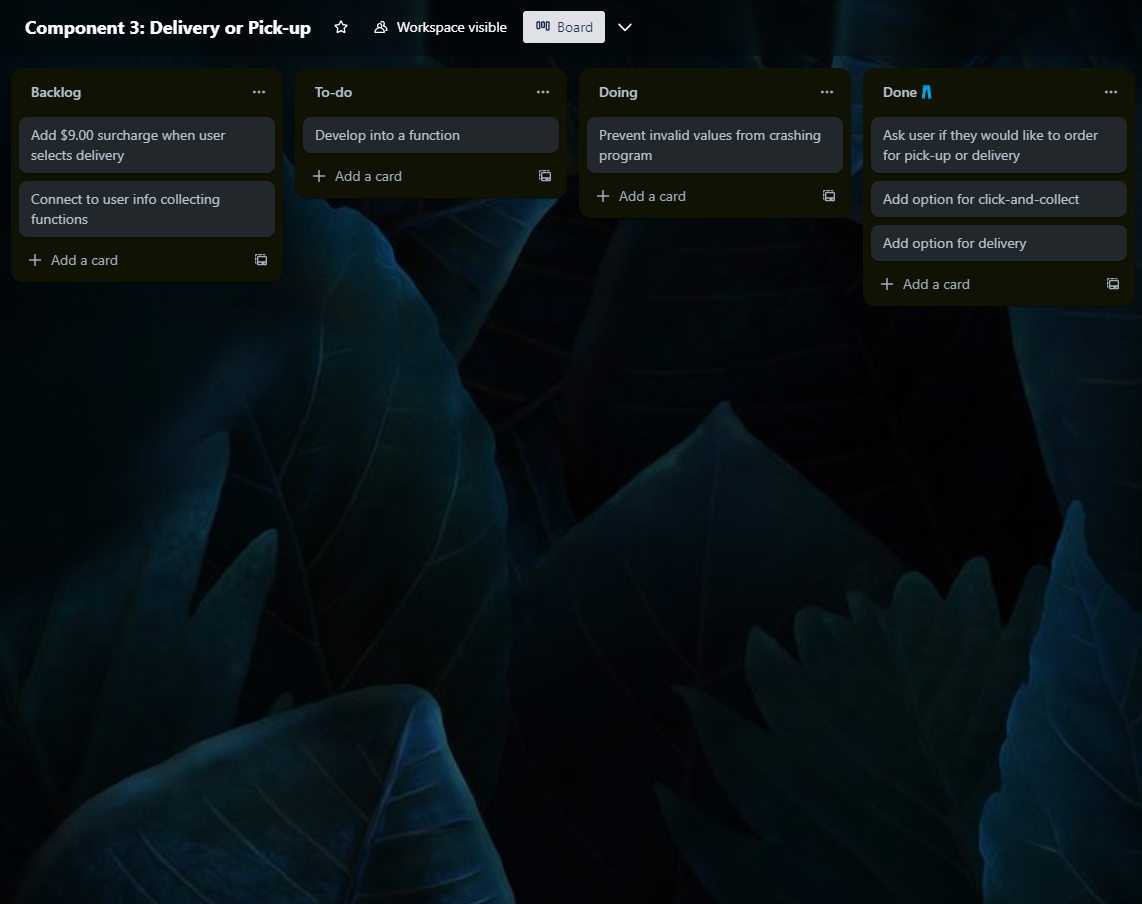 Component 3: Delivery or Pick-up
Workspace visible
Board
Backlog
Add $9.00 surcharge when user
selects delivery
Connect to user info collecting
functions
Add a card
To-do
Develop into a function
Add a card
Doing
Prevent invalid values from crashing
program
Add a card
Done 👖
Ask user if they would like to order
for pick-up or delivery
Add option for click-and-collect
Add option for delivery
Add a card